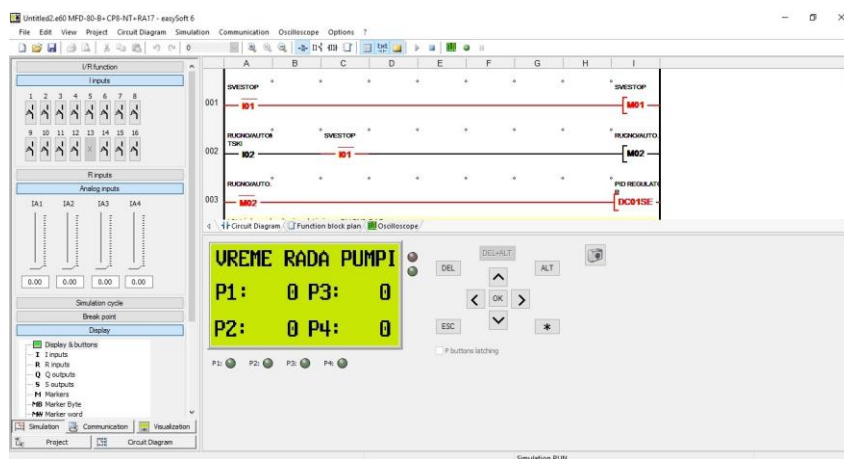 Untitled2.e60 MFD-80-B+ CP8-NT+RA17 - easySoft 6
File Edit View Project Circuit Diagram Simulation Communication Oscilloscope Options ?
0
I/R function
I inputs
1 2 3 4 5 6 7 8
9 10 11 12 13 14 15 16
R inputs
Analog inputs
IA1 IA2 IA3 IA4
0.00 0.00 0.00 0.00
Simulation cycle
Break point
Display
Display & buttons
I I inputs
R R inputs
Q Q outputs
S S outputs
M Markers
MB Marker Byte
MW Marker word
Simulation Communication Visualization
Project Circuit Diagram
A B C D E F G H I
SVESTOP SVESTOP
001 I01 M01
RUCNO/AUTOM SVESTOP RUCNO/AUTO.
TSKI
002 I02 I01 M02
RUCNO/AUTO. PID REGULATO
R
003 M02 DC01SE
Circuit Diagram Function block plan Oscilloscope
VREME RADA PUMPI
P1: 0 P3: 0
P2: 0 P4: 0
P1: P2: P3: P4:
DEL DEL+ALT ALT
OK
ESC *
P buttons latching
Simulation RUN